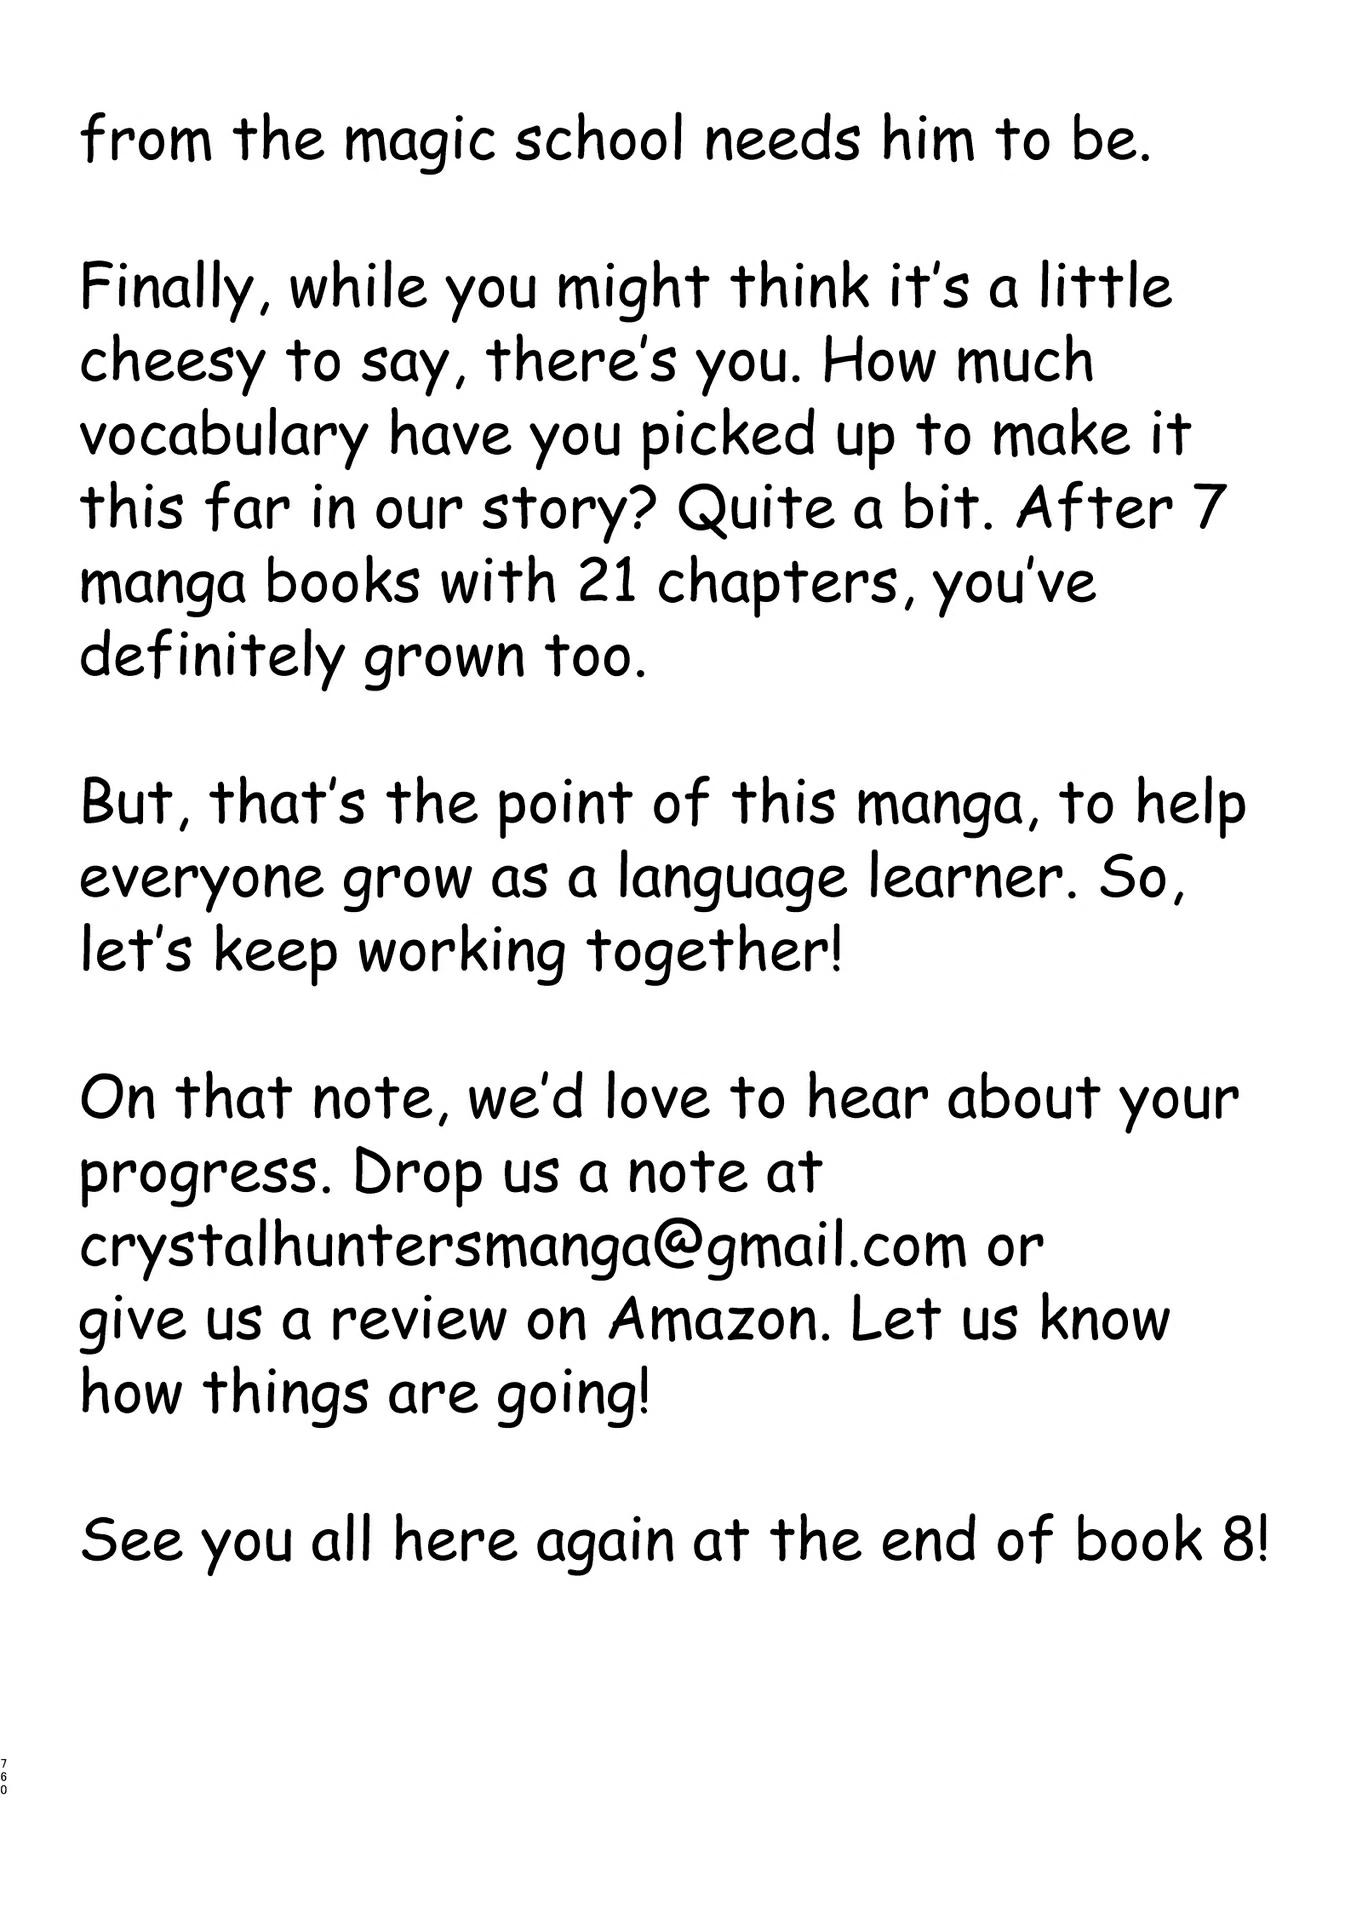 from the magic school needs him to be.
Finally, while you might think it's a little
cheesy to say, there's you. How much
vocabulary have you picked up to make it
this far in our story? Quite a bit. After 7
manga books with 21 chapters, you've
definitely grown too.
But, that's the point of this manga, to help
everyone grow as a language learner. So,
let's keep working together!
On that note, we'd love to hear about your
progress. Drop us a note at
crystalhuntersmanga@gmail.com or
give us a review on Amazon. Let us know
how things are going!
See you all here again at the end of book 8!
760